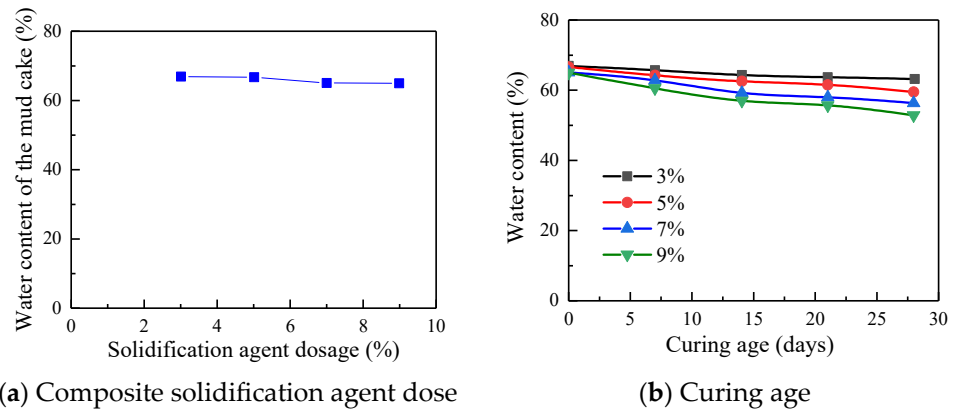 Water content of the mud cake (%)
80
60
40
20
0
0 2 4 6 8 10
Solidification agent dosage (%)
(a) Composite solidification agent dose
Water content (%)
80
60
40
20
0
3%
5%
7%
9%
0 5 10 15 20 25 30
Curing age (days)
(b) Curing age